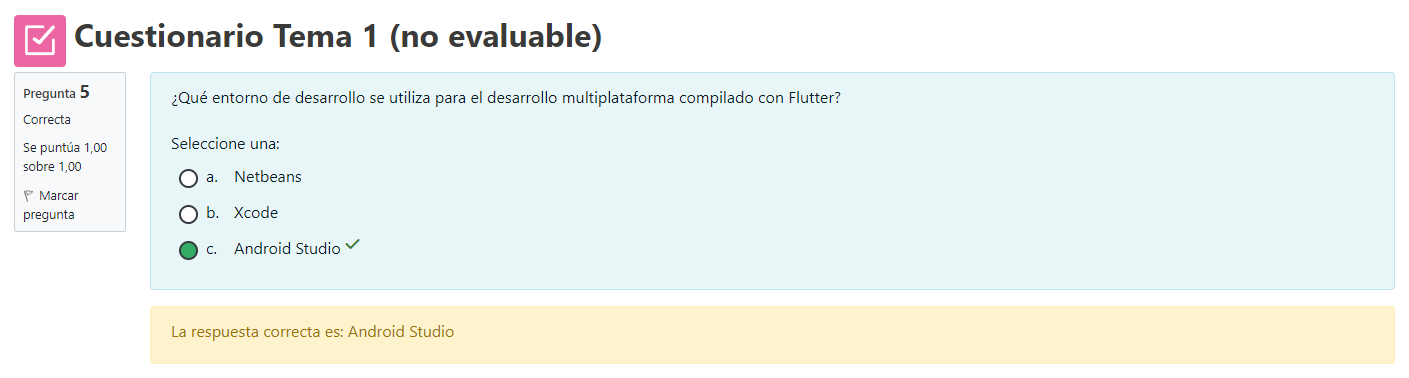 Cuestionario Tema 1 (no evaluable)
Pregunta 5
Correcta
Se puntúa 1,00
sobre 1,00
Marcar
pregunta
¿Qué entorno de desarrollo se utiliza para el desarrollo multiplataforma compilado con Flutter?
Seleccione una:
a. Netbeans
b. Xcode
c. Android Studio
La respuesta correcta es: Android Studio